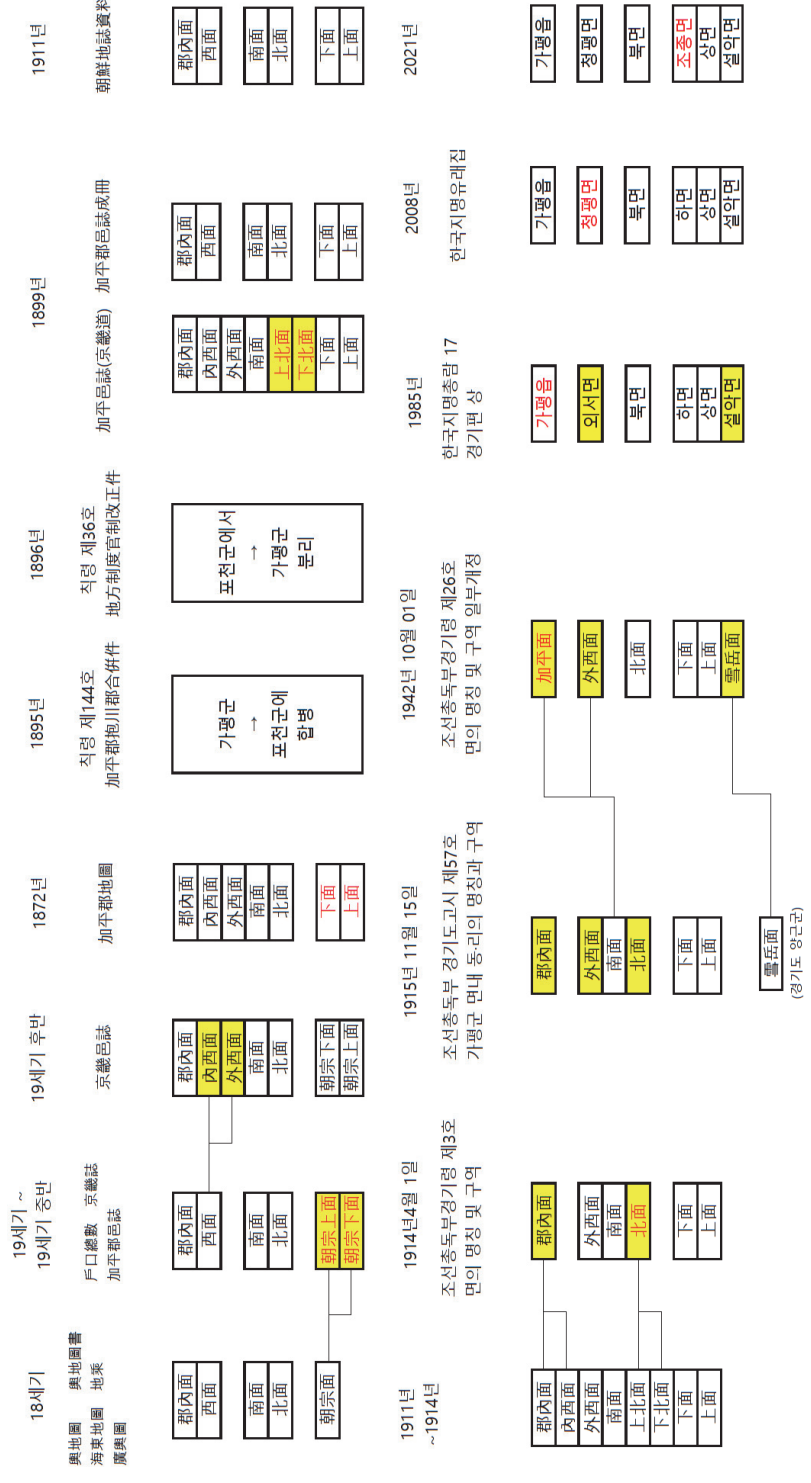 18세기
輿地圖 輿地圖書
海東地圖 地乘
廣輿圖
郡內面
西面
南面
北面
朝宗面
19세기 ~
19세기 중반
戶口總數 京畿誌
加平郡邑誌
郡內面
西面
南面
北面
朝宗上面
朝宗下面
19세기 후반
京畿邑誌
郡內面
內西面
外西面
南面
北面
朝宗下面
朝宗上面
1872년
加平郡地圖
郡內面
內西面
外西面
南面
北面
下面
上面
1895년
칙령 제144호
加平郡抱川郡合倂件
가평군
→
포천군에
합병
1896년
칙령 제36호
地方制度官制改正件
포천군에서
→
가평군
분리
1899년
加平邑誌(京畿道)
郡內面
內西面
外西面
南面
上北面
下北面
下面
上面
加平郡邑誌成冊
郡內面
西面
南面
北面
下面
上面
1911년
朝鮮地誌資料
郡內面
西面
南面
北面
下面
上面
1911년
~1914년
郡內面
內西面
外西面
南面
上北面
下北面
下面
上面
1914년4월 1일
조선총독부경기령 제3호
면의 명칭 및 구역
郡內面
外西面
南面
北面
下面
上面
1915년 11월 15일
조선총독부 경기도고시 제57호
가평군 면내 동·리의 명칭과 구역
郡內面
外西面
南面
北面
下面
上面
雪岳面
(경기도 양근군)
1942년 10월 01일
조선총독부경기령 제26호
면의 명칭 및 구역 일부개정
加平面
外西面
北面
下面
上面
雪岳面
1985년
한국지명총람 17
경기편 상
가평읍
외서면
북면
하면
상면
설악면
2008년
한국지명유래집
가평읍
청평면
북면
하면
상면
설악면
2021년
가평읍
청평면
북면
조종면
상면
설악면